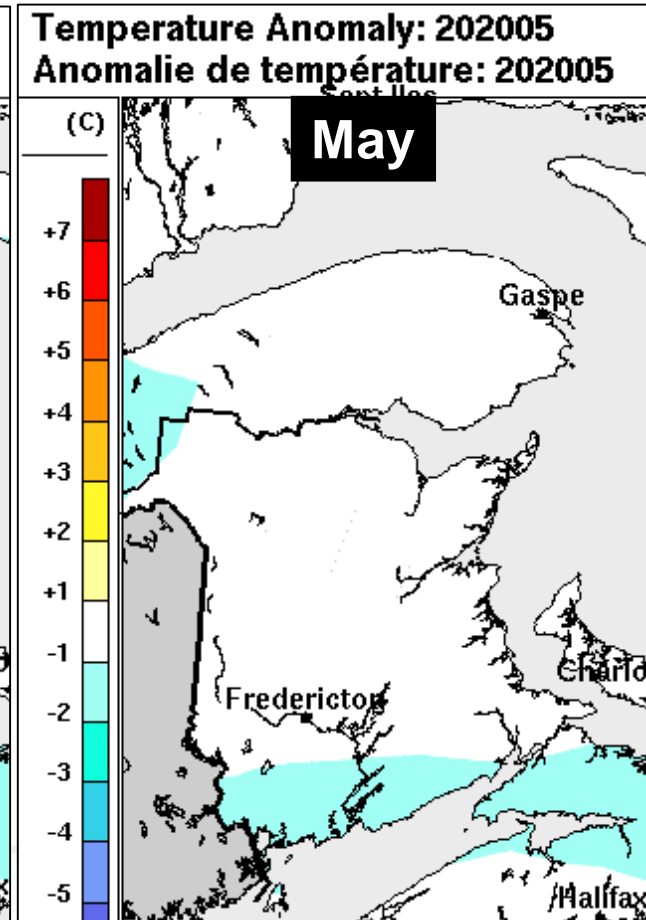 Temperature Anomaly: 202005
Anomalie de température: 202005
May
(C)
+7
+6
Gaspe
+5
+4
+3
+2
+1
-1
Fredericton
-2
-3
-4
-5
Halifax